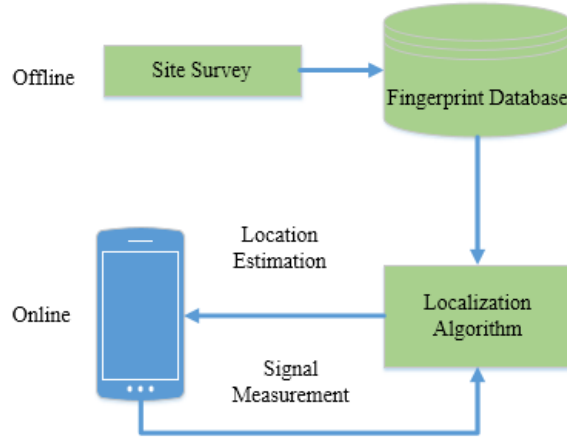 Site Survey
Offline
Fingerprint Database
Location
Estimation
Localization
Algorithm
Online
Signal
Measurement